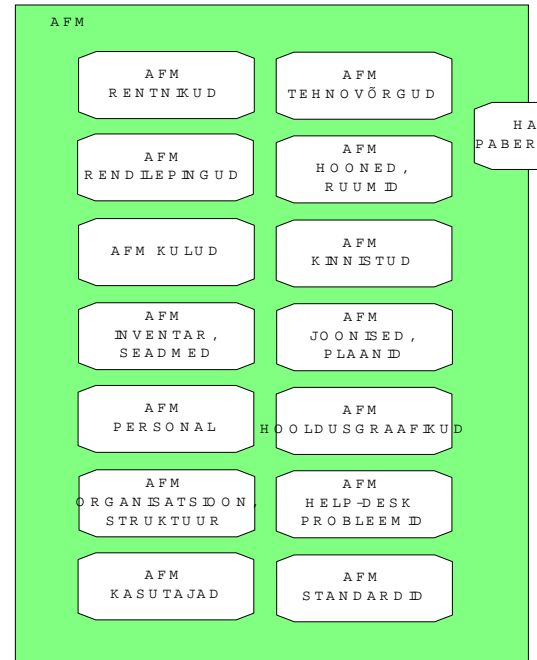 AFM
AFM
RENTNIKUD
AFM
TEHNOVÕRGUD
HA
PABER
AFM
RENDILEPINGUD
AFM
HOONED,
RUUMID
AFM KULUD
AFM
KINNISTUD
AFM
INVENTAR,
SEADMED
AFM
JOONISED,
PLAANID
AFM
PERSONAL
AFM
HOOLDUSGRAAFIKUD
AFM
ORGANISATSIOON,
STRUKTUUR
AFM
HELP-DESK
PROBLEEMID
AFM
KASUTAJAD
AFM
STANDARDID